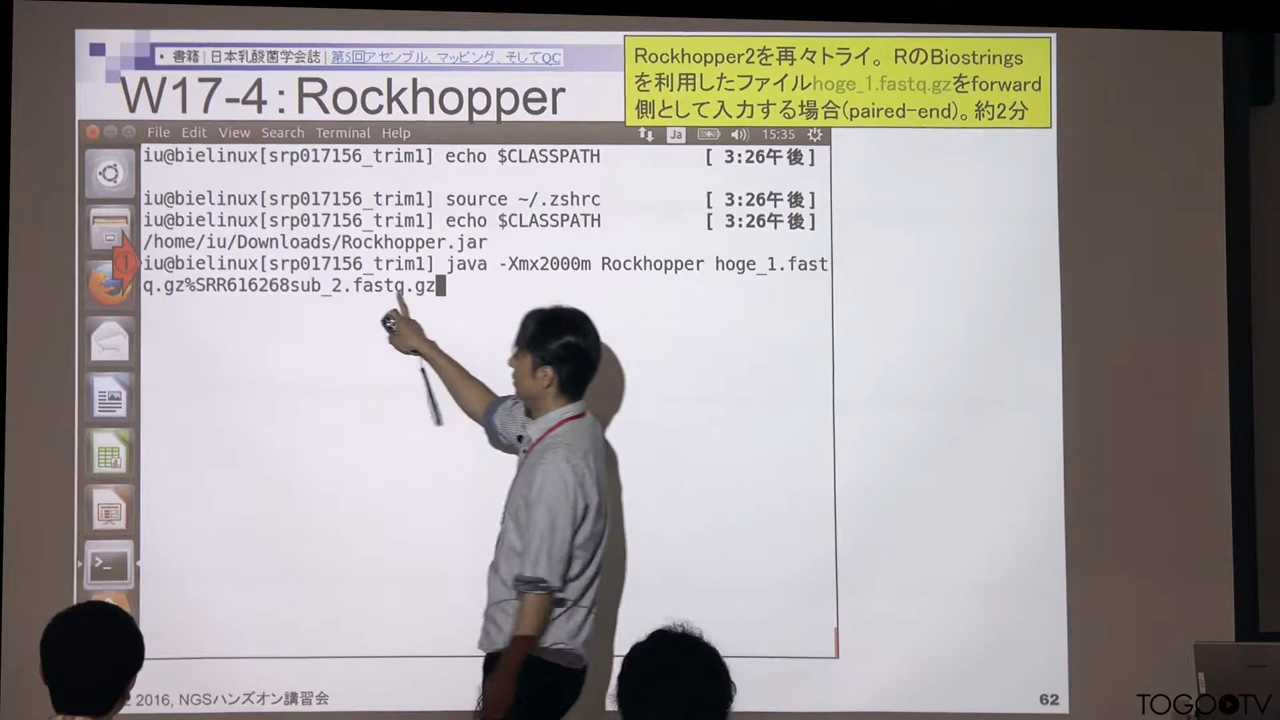 • 書籍 | 日本乳酸菌学会誌 | 第5回アセンブル、マッピング、そしてQC
W17-4：Rockhopper
Rockhopper2を再々トライ。RのBiostrings
を利用したファイルhoge_1.fastq.gzをforward
側として入力する場合(paired-end)。約2分
File Edit View Search Terminal Help
Ja
15:35
iu@bielinux[srp017156_trim1] echo $CLASSPATH [ 3:26午後]
iu@bielinux[srp017156_trim1] source ~/.zshrc [ 3:26午後]
iu@bielinux[srp017156_trim1] echo $CLASSPATH [ 3:26午後]
/home/iu/Downloads/Rockhopper.jar
①
iu@bielinux[srp017156_trim1] java -Xmx2000m Rockhopper hoge_1.fast
q.gz%SRR616268sub_2.fastq.gz
2016, NGSハンズオン講習会
62
TOGOTV